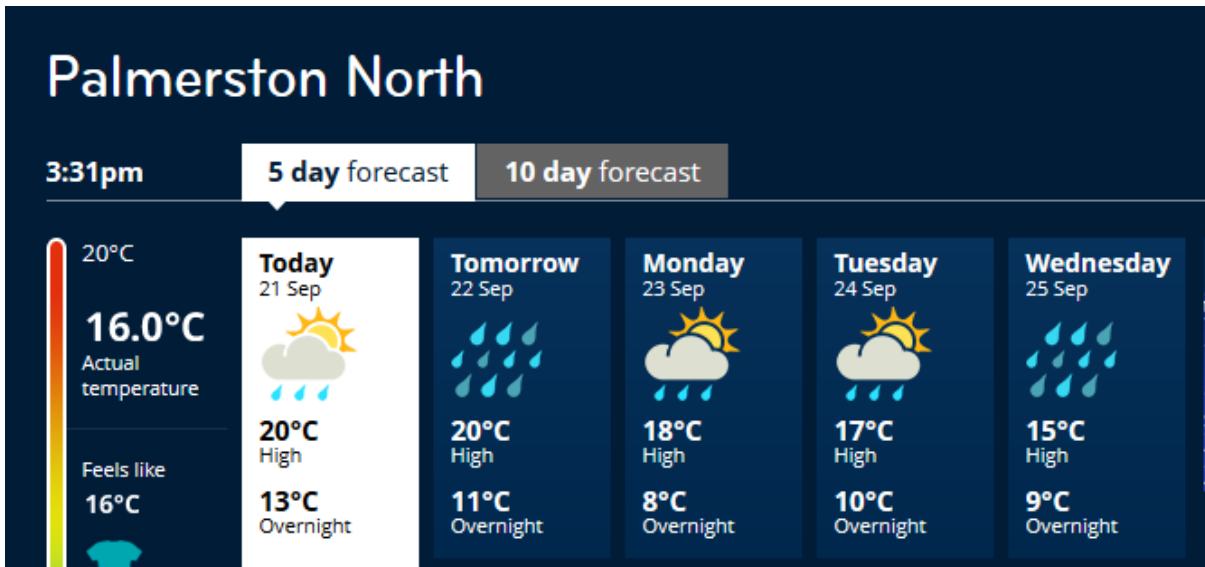 Palmerston North
3:31pm
5 day forecast
10 day forecast
20°C
16.0°C
Actual
temperature
Feels like
16°C
Today
21 Sep
20°C
High
13°C
Overnight
Tomorrow
22 Sep
20°C
High
11°C
Overnight
Monday
23 Sep
18°C
High
8°C
Overnight
Tuesday
24 Sep
17°C
High
10°C
Overnight
Wednesday
25 Sep
15°C
High
9°C
Overnight